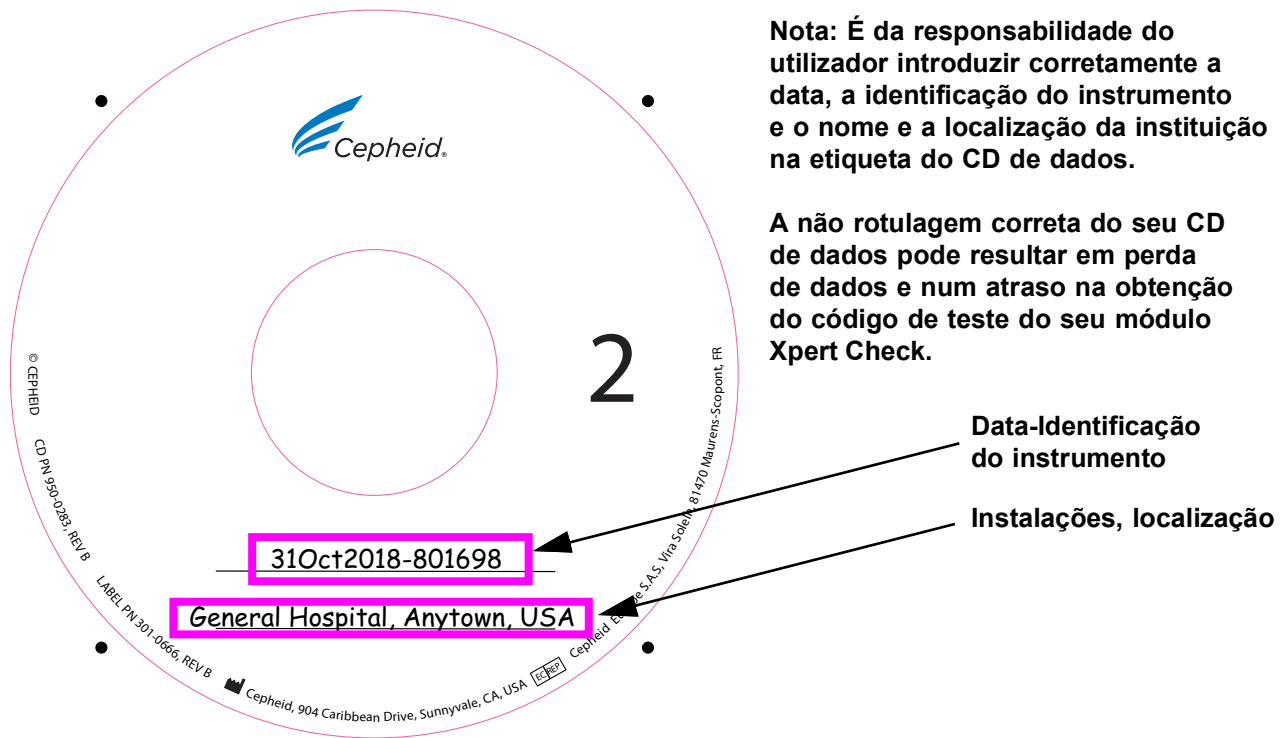 Nota: É da responsabilidade do
utilizador introduzir corretamente a
data, a identificação do instrumento
e o nome e a localização da instituição
na etiqueta do CD de dados.
A não rotulagem correta do seu CD
de dados pode resultar em perda
de dados e num atraso na obtenção
do código de teste do seu módulo
Xpert Check.
Data-Identificação
do instrumento
Instalações, localização
Cepheid®
2
31Oct2018-801698
General Hospital, Anytown, USA
© CEPHEID CD PN 950-0283, REV B LABEL PN 301-0666, REV B Cepheid, 904 Caribbean Drive, Sunnyvale, CA, USA EC REP Cepheid S.A.S, Vira Solelh, 81470 Maurens-Scopont, FR